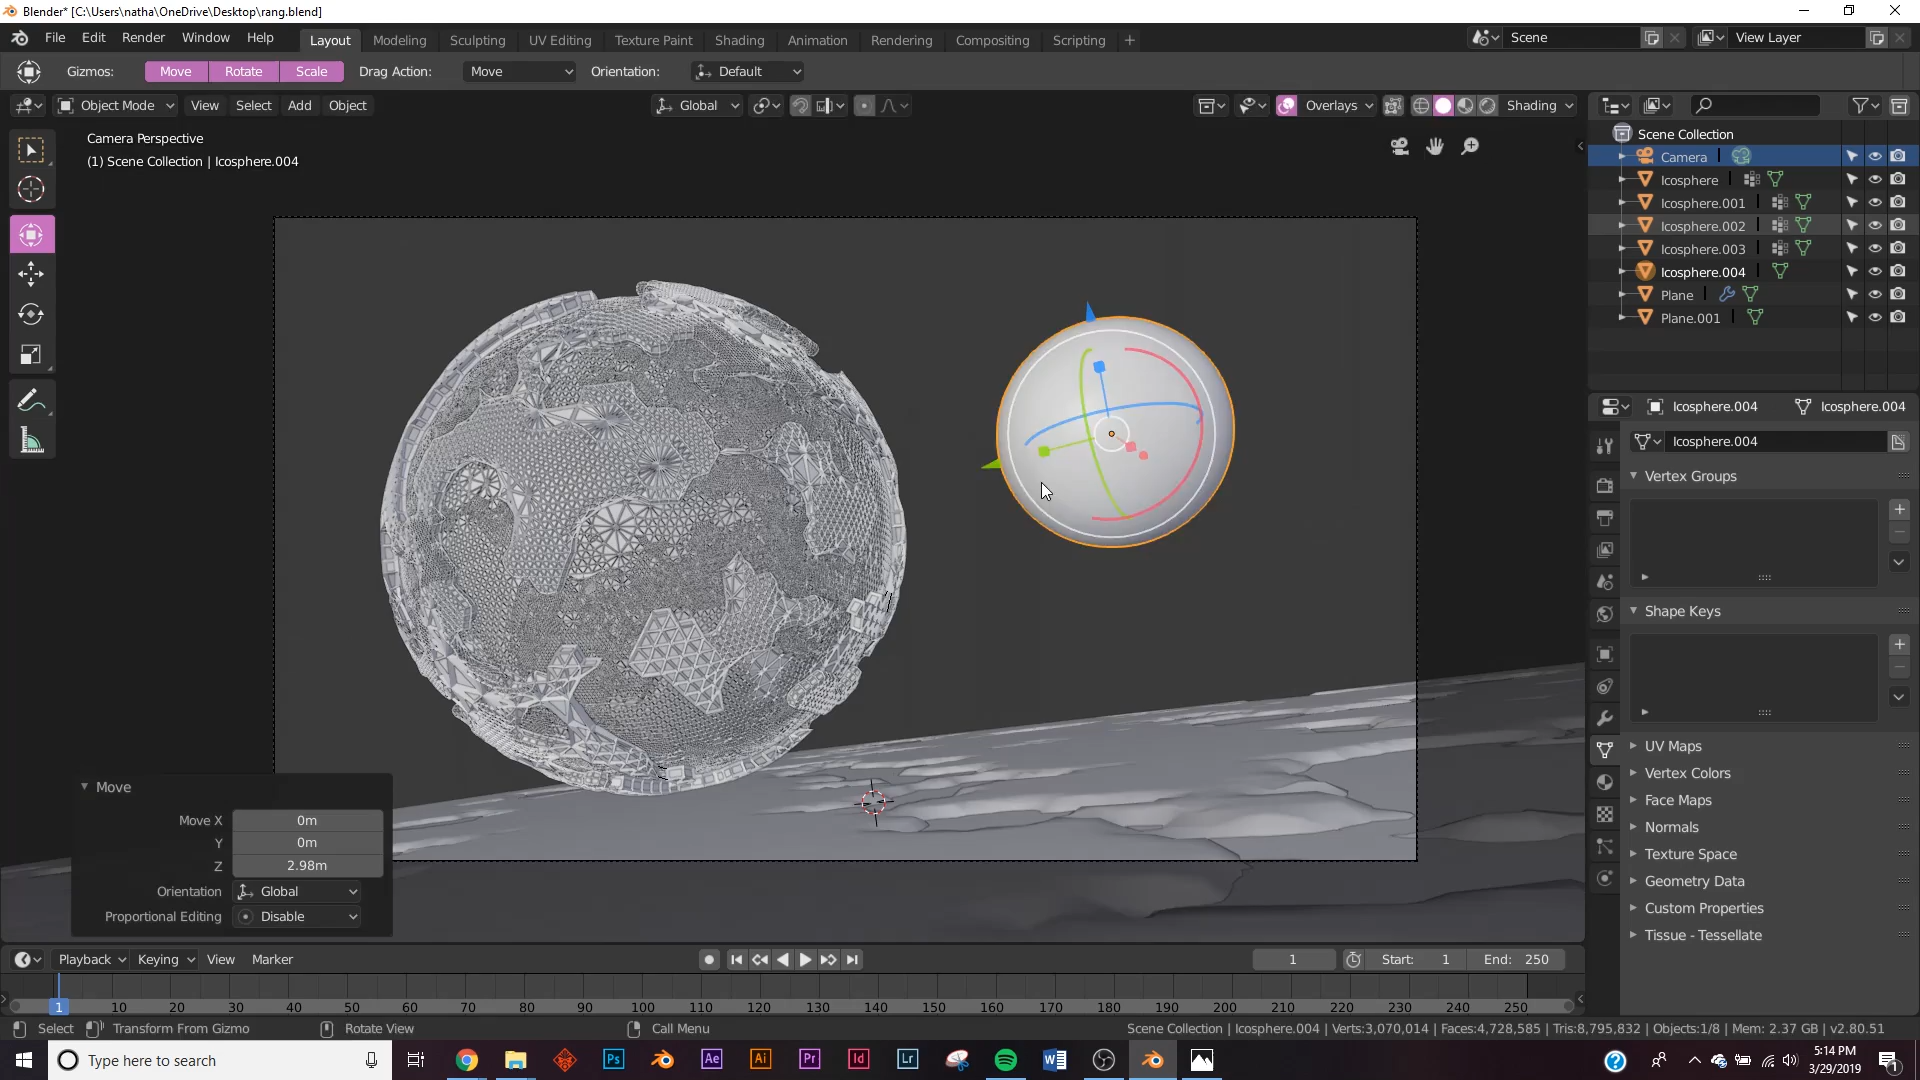 Blender* [C:\Users\natha\OneDrive\Desktop\rang.blend]
File Edit Render Window Help Layout Modeling Sculpting UV Editing Texture Paint Shading Animation Rendering Compositing Scripting + Scene View Layer
Gizmos: Move Rotate Scale Drag Action: Move Orientation: Default
Object Mode View Select Add Object Global Overlays Shading
Camera Perspective
(1) Scene Collection | Icosphere.004
Scene Collection
Camera
Icosphere
Icosphere.001
Icosphere.002
Icosphere.003
Icosphere.004
Plane
Plane.001
Icosphere.004 Icosphere.004
Icosphere.004
Vertex Groups
Shape Keys
UV Maps
Vertex Colors
Face Maps
Normals
Texture Space
Geometry Data
Custom Properties
Tissue - Tessellate
Move
Move X 0m
Y 0m
Z 2.98m
Orientation Global
Proportional Editing Disable
Playback Keying View Marker 1 Start: 1 End: 250
1 10 20 30 40 50 60 70 80 90 100 110 120 130 140 150 160 170 180 190 200 210 220 230 240 250
Select Transform From Gizmo Rotate View Call Menu Scene Collection | Icosphere.004 | Verts:3,070,014 | Faces:4,728,585 | Tris:8,795,832 | Objects:1/8 | Mem: 2.37 GB | v2.80.51
Type here to search Ps Ae Ai Pr Id Lr 5:14 PM
3/29/2019
1